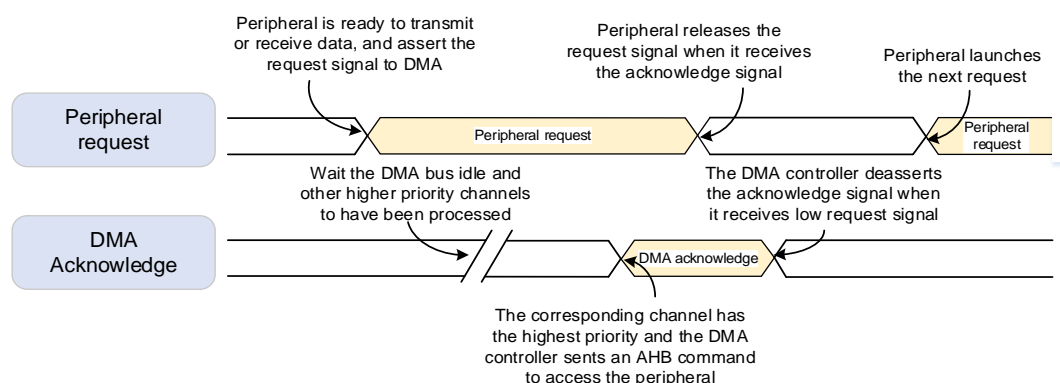 Peripheral is ready to transmit
or receive data, and assert the
request signal to DMA
Peripheral releases the
request signal when it receives
the acknowledge signal
Peripheral launches
the next request
Peripheral
request
Peripheral request
Peripheral
request
Wait the DMA bus idle and
other higher priority channels
to have been processed
The DMA controller deasserts
the acknowledge signal when
it receives low request signal
DMA
Acknowledge
DMA acknowledge
The corresponding channel has
the highest priority and the DMA
controller sents an AHB command
to access the peripheral